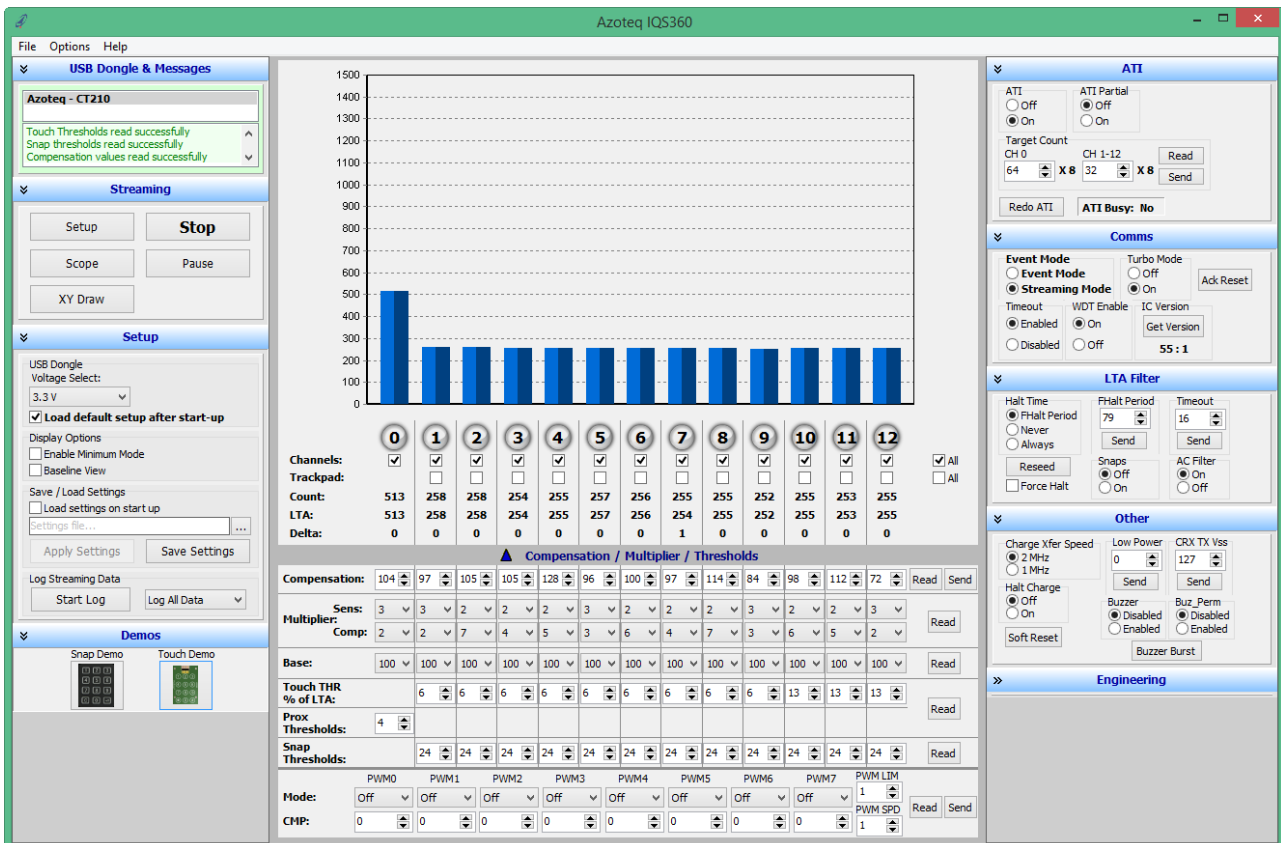 Azoteq IQS360
File Options Help
USB Dongle & Messages
Azoteq - CT210
Touch Thresholds read successfully
Snap thresholds read successfully
Compensation values read successfully
Streaming
Setup Stop
Scope Pause
XY Draw
Setup
USB Dongle
Voltage Select:
3.3 V
Load default setup after start-up
Display Options
Enable Minimum Mode
Baseline View
Save / Load Settings
Load settings on start up
Settings file... ...
Apply Settings Save Settings
Log Streaming Data
Start Log Log All Data
Demos
Snap Demo Touch Demo
1500
1400
1300
1200
1100
1000
900
800
700
600
500
400
300
200
100
0
0 1 2 3 4 5 6 7 8 9 10 11 12
Channels: All
Trackpad: All
Count: 513 258 258 254 255 257 256 255 255 252 255 253 255
LTA: 513 258 258 254 255 257 256 254 255 252 255 253 255
Delta: 0 0 0 0 0 0 0 1 0 0 0 0 0
Compensation / Multiplier / Thresholds
Compensation: 104 97 105 105 128 96 100 97 114 84 98 112 72 Read Send
Multiplier:
Sens: 3 3 2 2 2 3 2 2 2 3 2 2 3
Comp: 2 2 7 4 5 3 6 4 7 3 6 5 2
Read
Base: 100 100 100 100 100 100 100 100 100 100 100 100 100 Read
Touch THR
% of LTA: 6 6 6 6 6 6 6 6 6 13 13 13
Read
Prox
Thresholds: 4
Snap
Thresholds: 24 24 24 24 24 24 24 24 24 24 24 24 Read
PWM0 PWM1 PWM2 PWM3 PWM4 PWM5 PWM6 PWM7 PWM LIM
Mode: Off Off Off Off Off Off Off Off 1
PWM SPD Read Send
CMP: 0 0 0 0 0 0 0 0 1
ATI
ATI ATI Partial
Off Off
On On
Target Count
CH 0 CH 1-12 Read
64 X 8 32 X 8 Send
Redo ATI ATI Busy: No
Comms
Event Mode Turbo Mode
Event Mode Off
Streaming Mode On
Ack Reset
Timeout WDT Enable IC Version
Enabled On Get Version
Disabled Off 55 : 1
LTA Filter
Halt Time FHalt Period Timeout
FHalt Period 79 16
Never
Always Send Send
Reseed Snaps AC Filter
Off On
Force Halt On Off
Other
Charge Xfer Speed Low Power CRX TX Vss
2 MHz 0 127
1 MHz
Send Send
Halt Charge
Off Buzzer Buz_Perm
On Disabled Disabled
Soft Reset Enabled Enabled
Buzzer Burst
Engineering